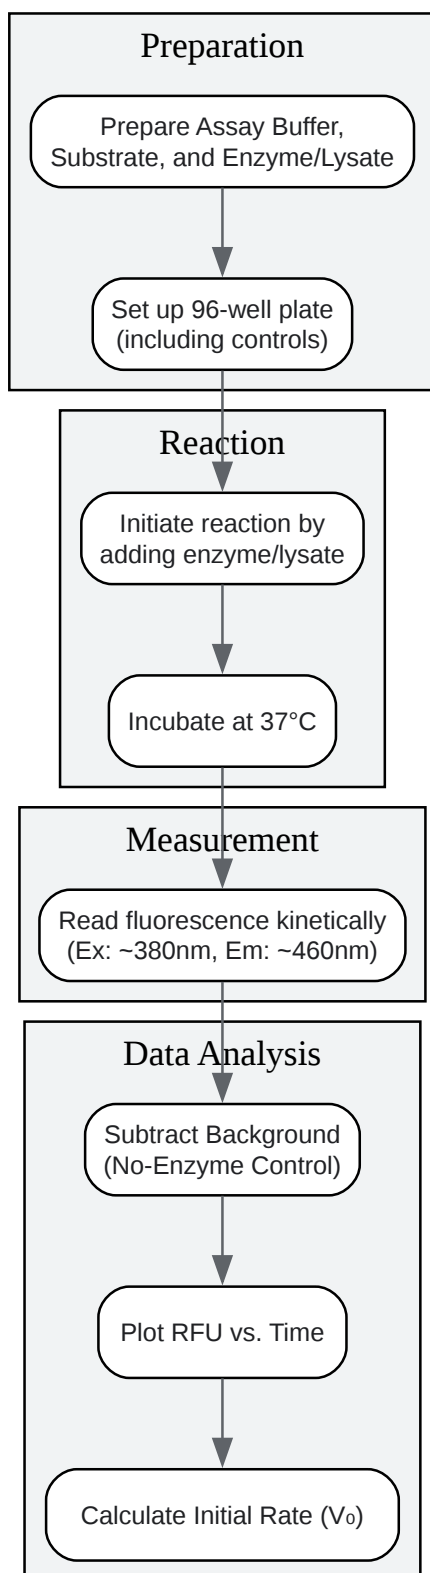 Preparation
Prepare Assay Buffer,
Substrate, and Enzyme/Lysate
Set up 96-well plate
(including controls)
Reaction
Initiate reaction by
adding enzyme/lysate
Incubate at 37°C
Measurement
Read fluorescence kinetically
(Ex: ~380nm, Em: ~460nm)
Data Analysis
Subtract Background
(No-Enzyme Control)
Plot RFU vs. Time
Calculate Initial Rate (V₀)